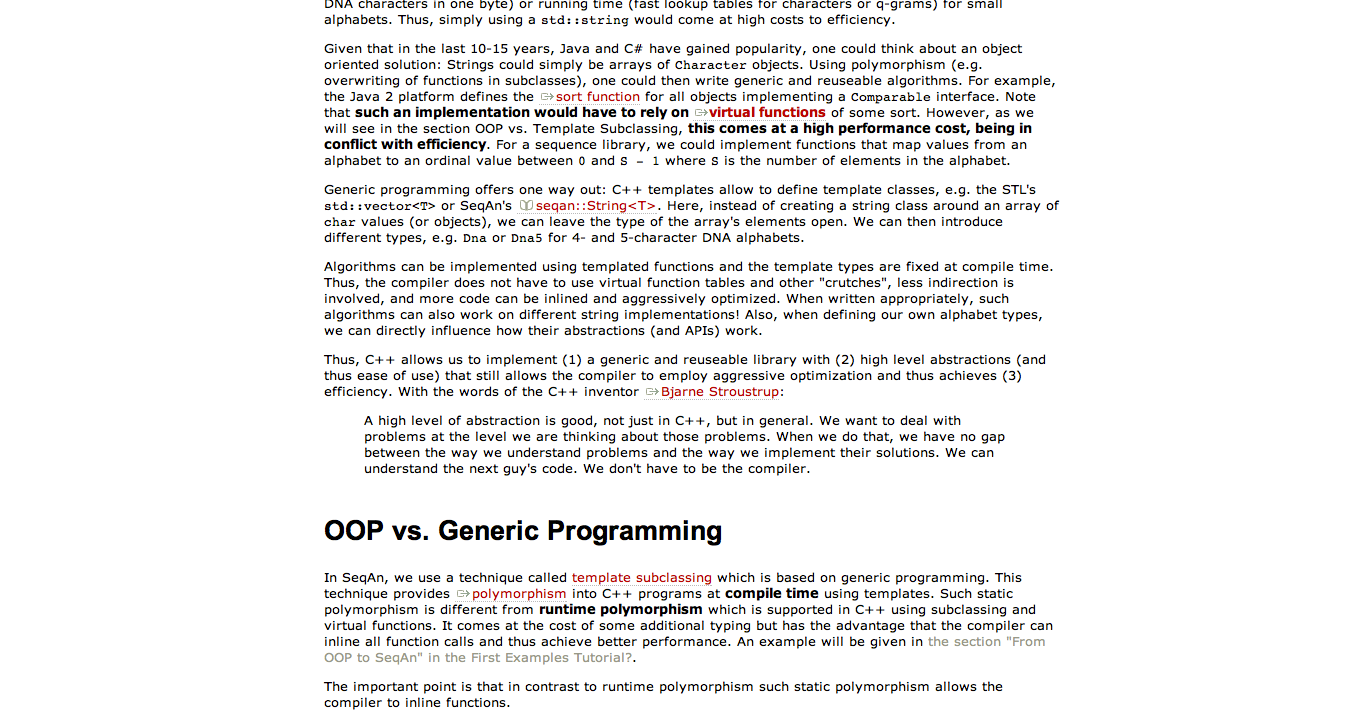 DNA characters in one byte) or running time (fast lookup tables for characters or q-grams) for small
alphabets. Thus, simply using a std::string would come at high costs to efficiency.
Given that in the last 10-15 years, Java and C# have gained popularity, one could think about an object
oriented solution: Strings could simply be arrays of Character objects. Using polymorphism (e.g.
overwriting of functions in subclasses), one could then write generic and reuseable algorithms. For example,
the Java 2 platform defines the sort function for all objects implementing a Comparable interface. Note
that such an implementation would have to rely on virtual functions of some sort. However, as we
will see in the section OOP vs. Template Subclassing, this comes at a high performance cost, being in
conflict with efficiency. For a sequence library, we could implement functions that map values from an
alphabet to an ordinal value between 0 and S - 1 where S is the number of elements in the alphabet.
Generic programming offers one way out: C++ templates allow to define template classes, e.g. the STL's
std::vector<T> or SeqAn's seqan::String<T>. Here, instead of creating a string class around an array of
char values (or objects), we can leave the type of the array's elements open. We can then introduce
different types, e.g. Dna or Dna5 for 4- and 5-character DNA alphabets.
Algorithms can be implemented using templated functions and the template types are fixed at compile time.
Thus, the compiler does not have to use virtual function tables and other "crutches", less indirection is
involved, and more code can be inlined and aggressively optimized. When written appropriately, such
algorithms can also work on different string implementations! Also, when defining our own alphabet types,
we can directly influence how their abstractions (and APIs) work.
Thus, C++ allows us to implement (1) a generic and reuseable library with (2) high level abstractions (and
thus ease of use) that still allows the compiler to employ aggressive optimization and thus achieves (3)
efficiency. With the words of the C++ inventor Bjarne Stroustrup:
A high level of abstraction is good, not just in C++, but in general. We want to deal with
problems at the level we are thinking about those problems. When we do that, we have no gap
between the way we understand problems and the way we implement their solutions. We can
understand the next guy's code. We don't have to be the compiler.
OOP vs. Generic Programming
In SeqAn, we use a technique called template subclassing which is based on generic programming. This
technique provides polymorphism into C++ programs at compile time using templates. Such static
polymorphism is different from runtime polymorphism which is supported in C++ using subclassing and
virtual functions. It comes at the cost of some additional typing but has the advantage that the compiler can
inline all function calls and thus achieve better performance. An example will be given in the section "From
OOP to SeqAn" in the First Examples Tutorial?.
The important point is that in contrast to runtime polymorphism such static polymorphism allows the
compiler to inline functions.